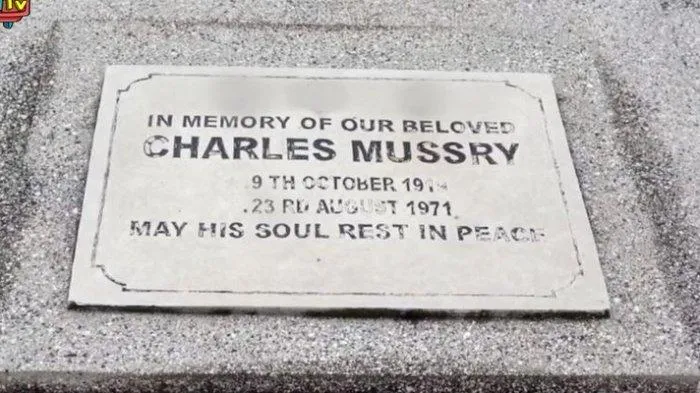 TV
IN MEMORY OF OUR BELOVED
CHARLES MUSSRY
9 TH OCTOBER
23 RD AUGUST 1971
MAY HIS SOUL REST IN PEACE